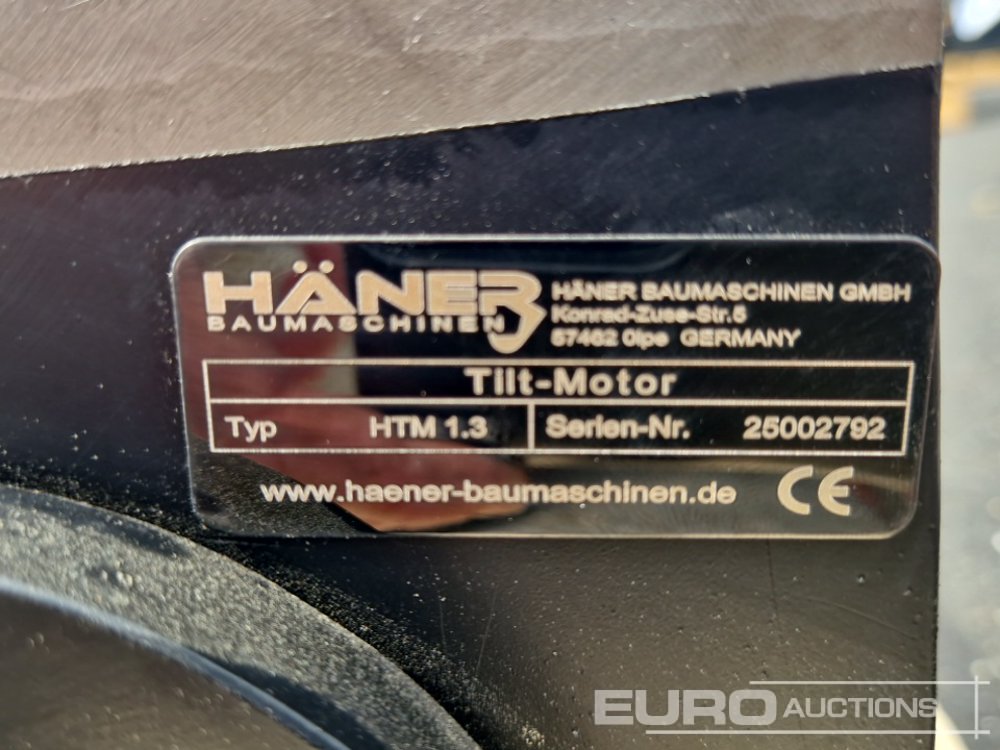 HÄNER
BAUMASCHINEN
HÄNER BAUMASCHINEN GMBH
Konrad-Zuse-Str.5
57462 Olpe GERMANY
Tilt-Motor
Typ HTM 1.3 Serien-Nr. 25002792
www.haener-baumaschinen.de CE
EURO AUCTIONS